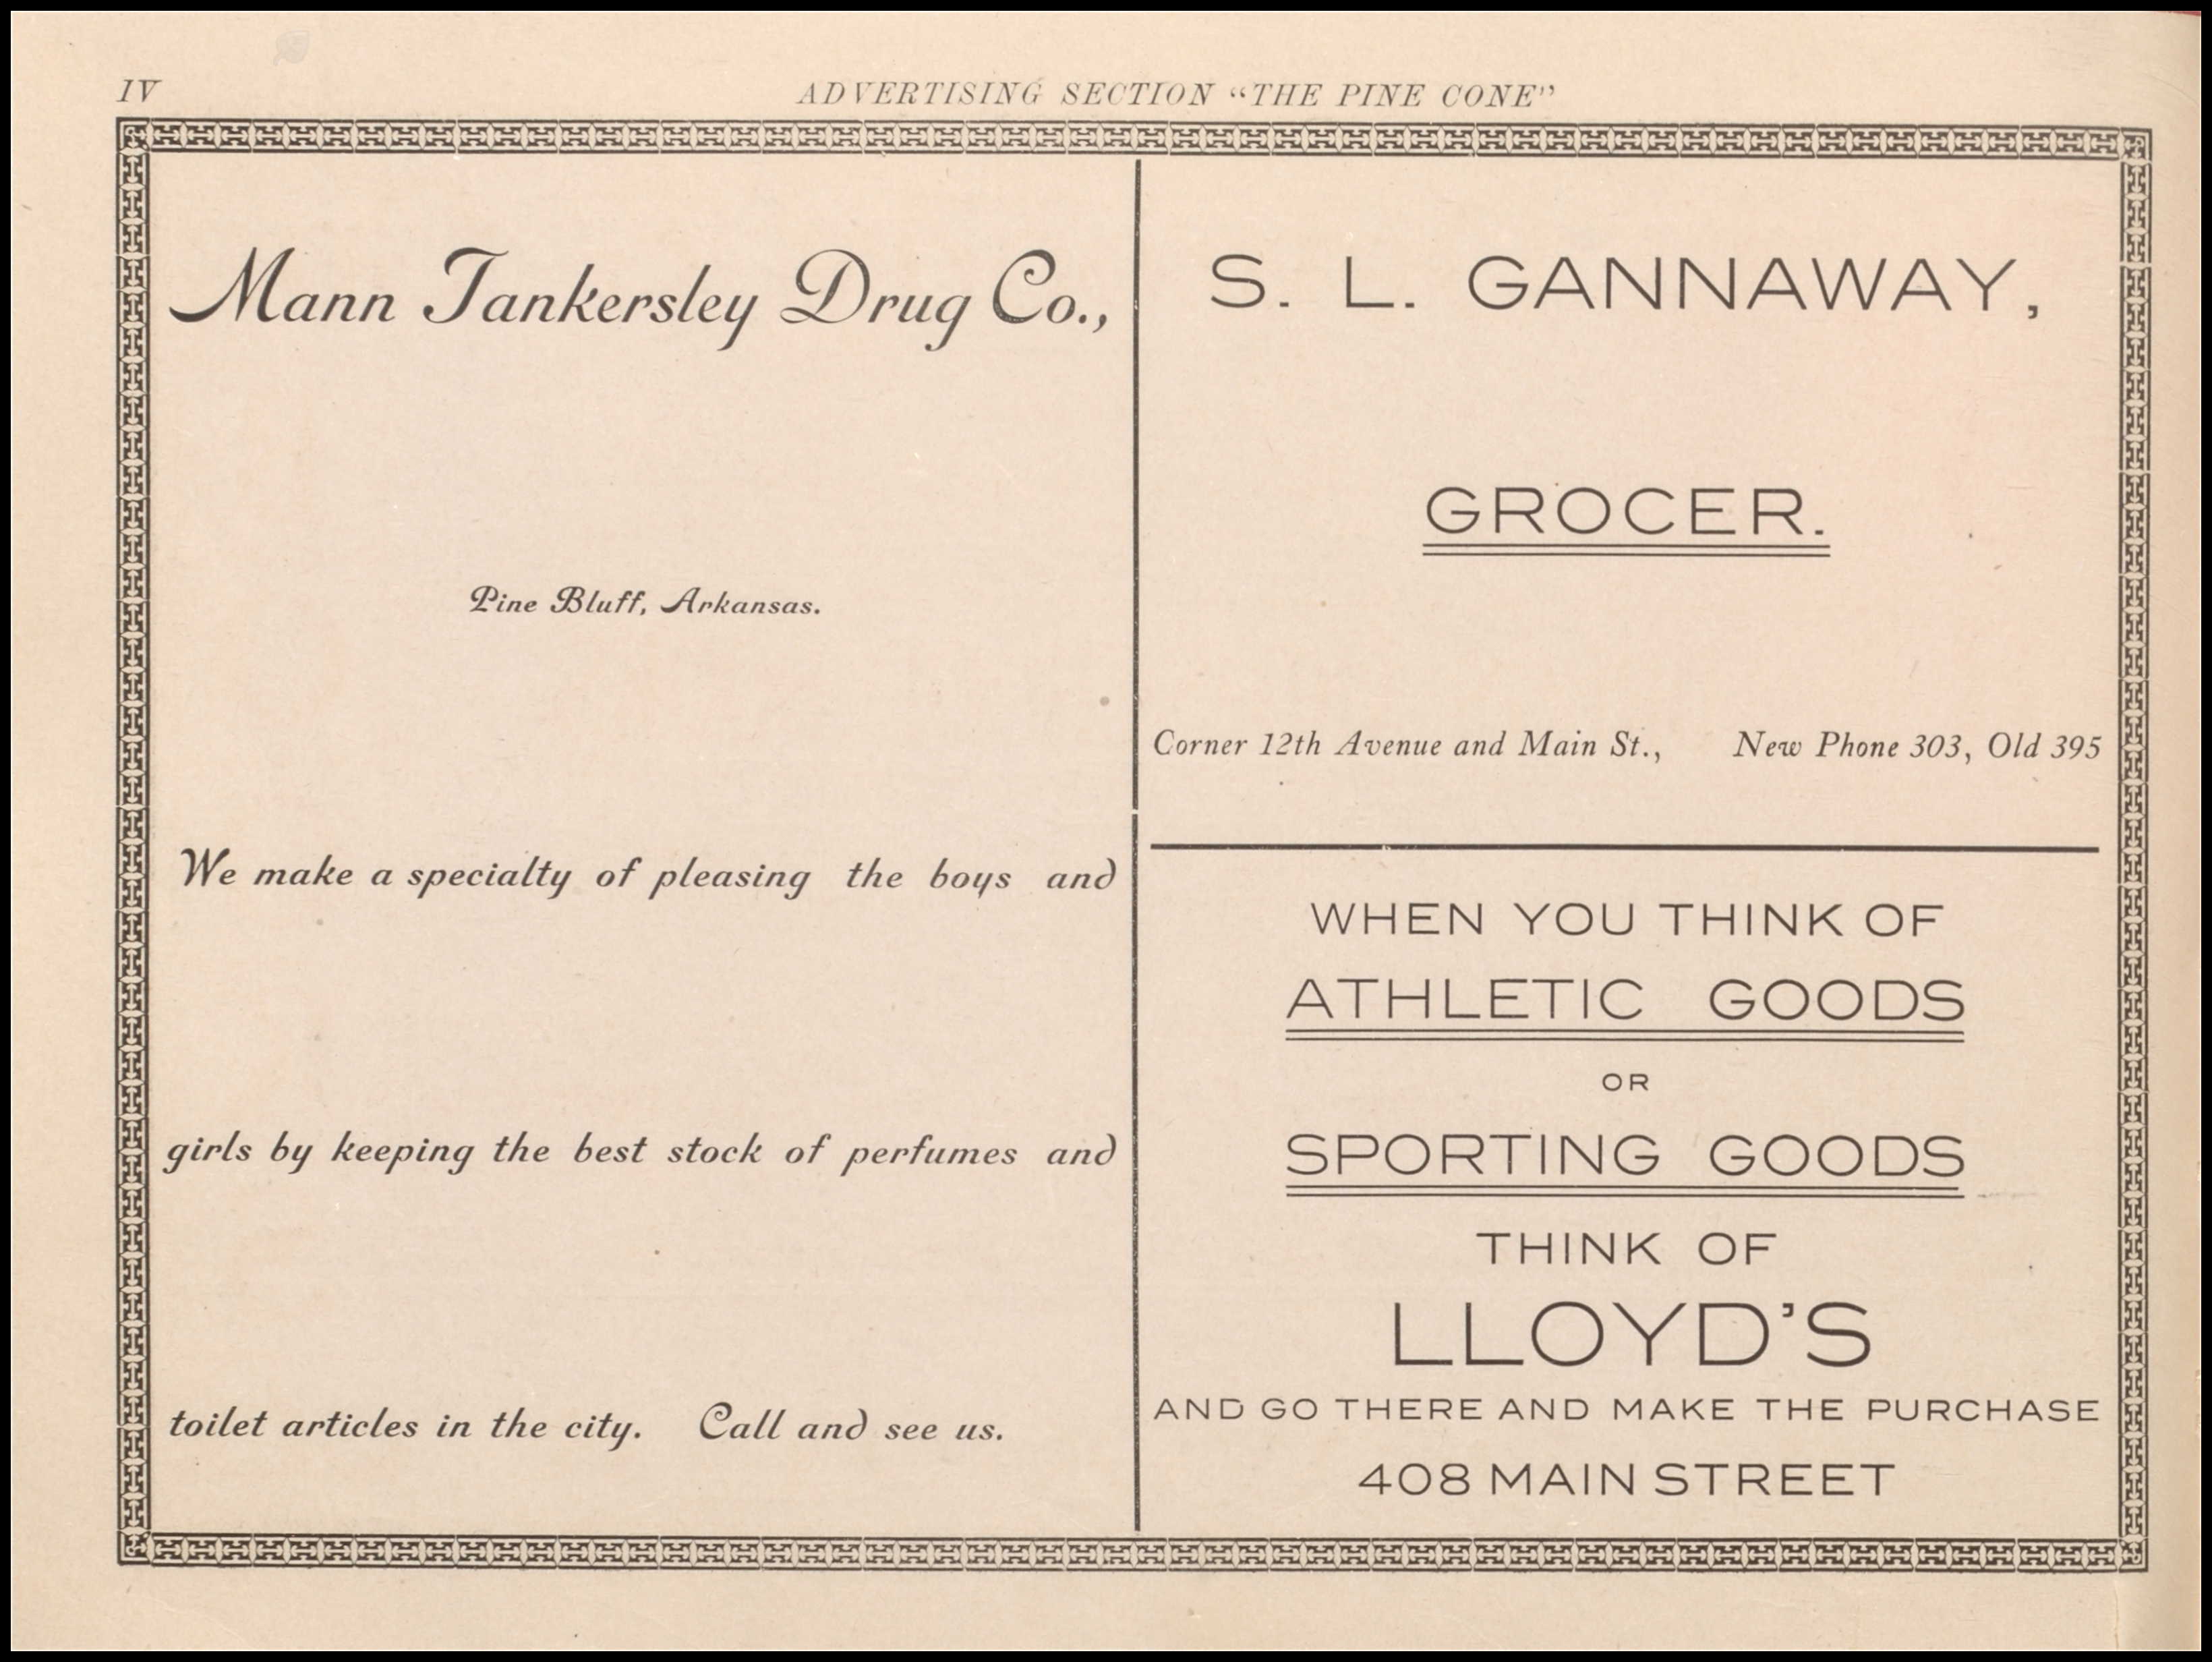 IV
ADVERTISING SECTION “THE PINE CONE”
Mann Tankersley Drug Co.,
Pine Bluff, Arkansas.
We make a specialty of pleasing the boys and
girls by keeping the best stock of perfumes and
toilet articles in the city. Call and see us.
S. L. GANNAWAY,
GROCER.
Corner 12th Avenue and Main St., New Phone 303, Old 395
WHEN YOU THINK OF
ATHLETIC GOODS
OR
SPORTING GOODS
THINK OF
LLOYD’S
AND GO THERE AND MAKE THE PURCHASE
408 MAIN STREET